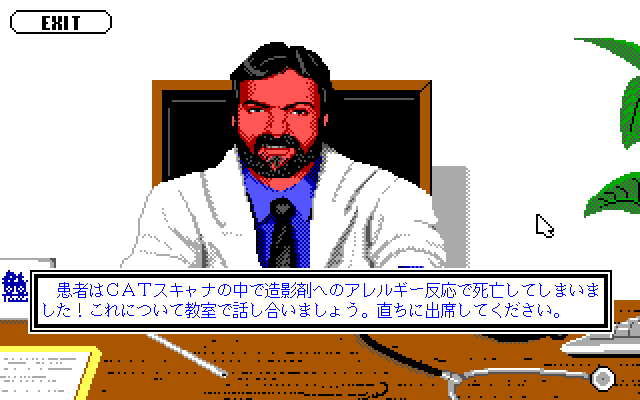 EXIT
患者はCATスキャナの中で造影剤へのアレルギー反応で死亡してしまいま
した！これについて教室で話し合いましょう。直ちに出席してください。